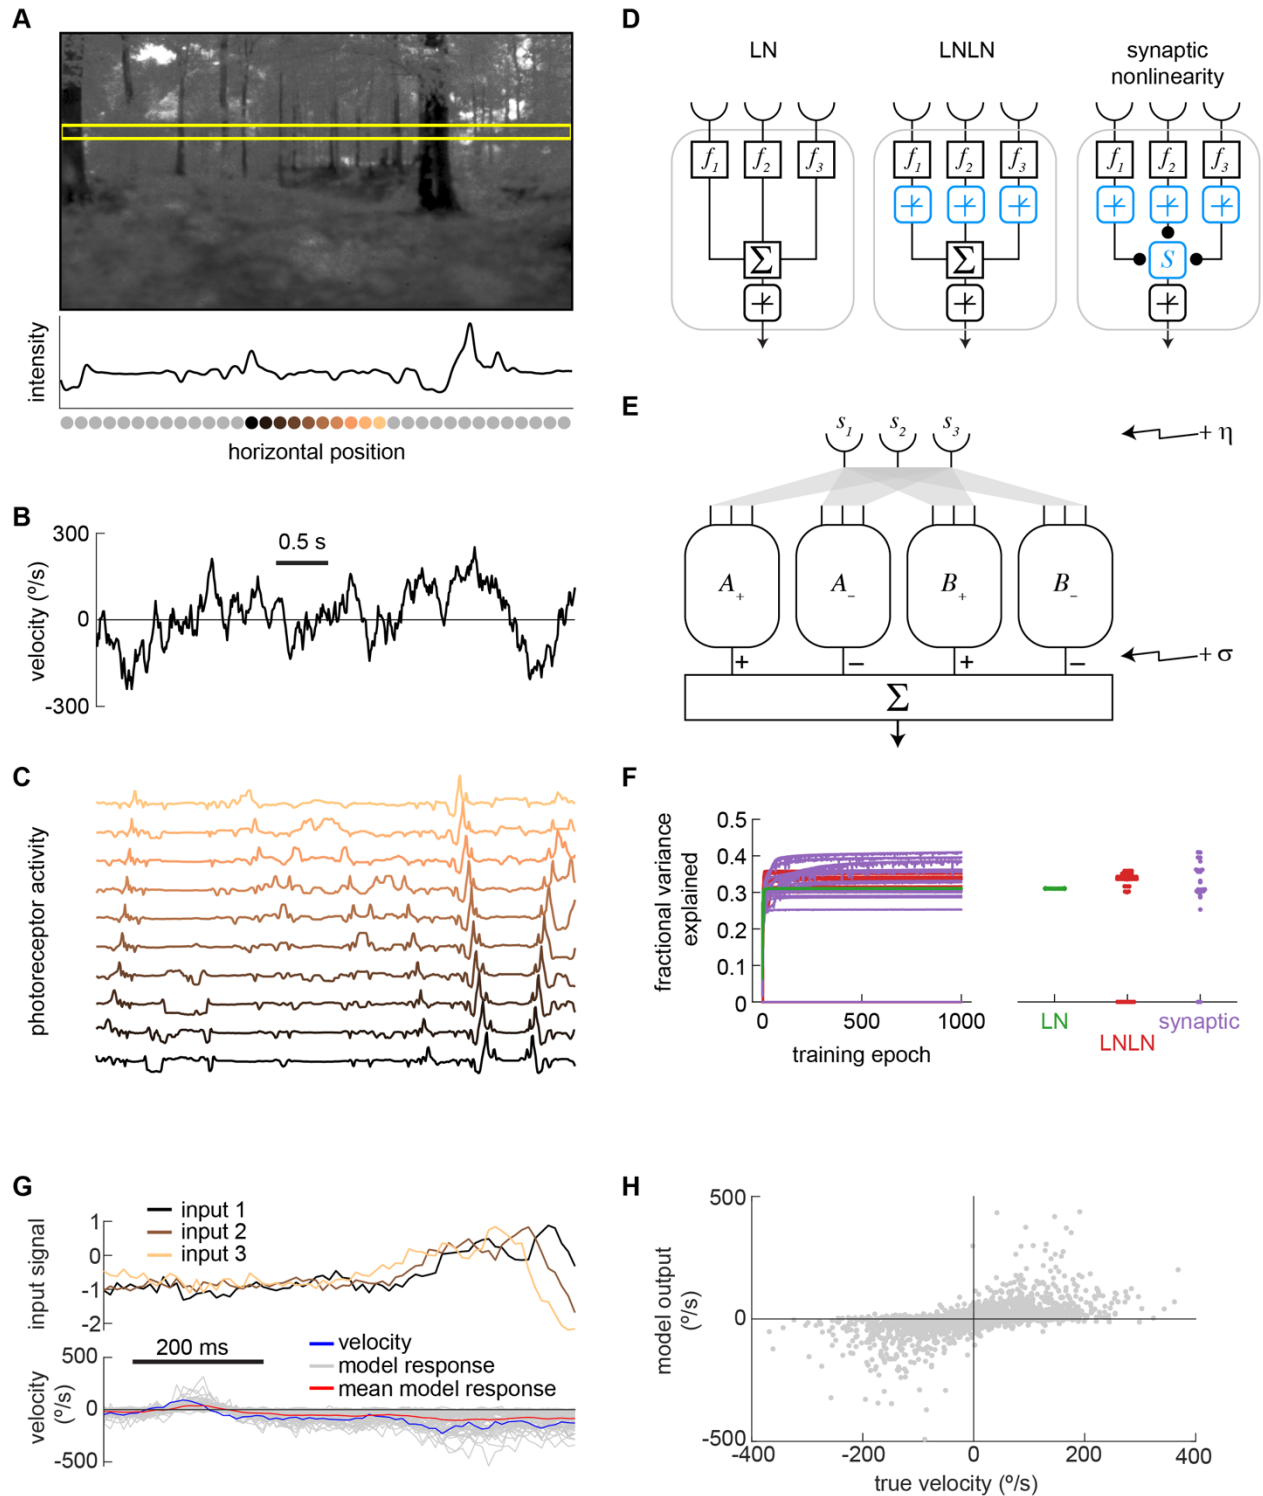 A
intensity
horizontal position
B
300
0
-300
velocity (º/s)
0.5 s
C
photoreceptor activity
D
LN
LNLN
synaptic
nonlinearity
f1 f2 f3
f1 f2 f3
f1 f2 f3
Σ
Σ
S
E
s1 s2 s3
+ η
A+
A-
B+
B-
+ − + −
+ σ
Σ
F
fractional variance
explained
0.5
0.4
0.3
0.2
0.1
0
0 500 1000
training epoch
LN
LNLN
synaptic
G
input signal
1
0
-1
-2
input 1
input 2
input 3
velocity
(º/s)
500
0
-500
200 ms
velocity
model response
mean model response
H
model output
(º/s)
500
0
-500
-400 -200 0 200 400
true velocity (º/s)